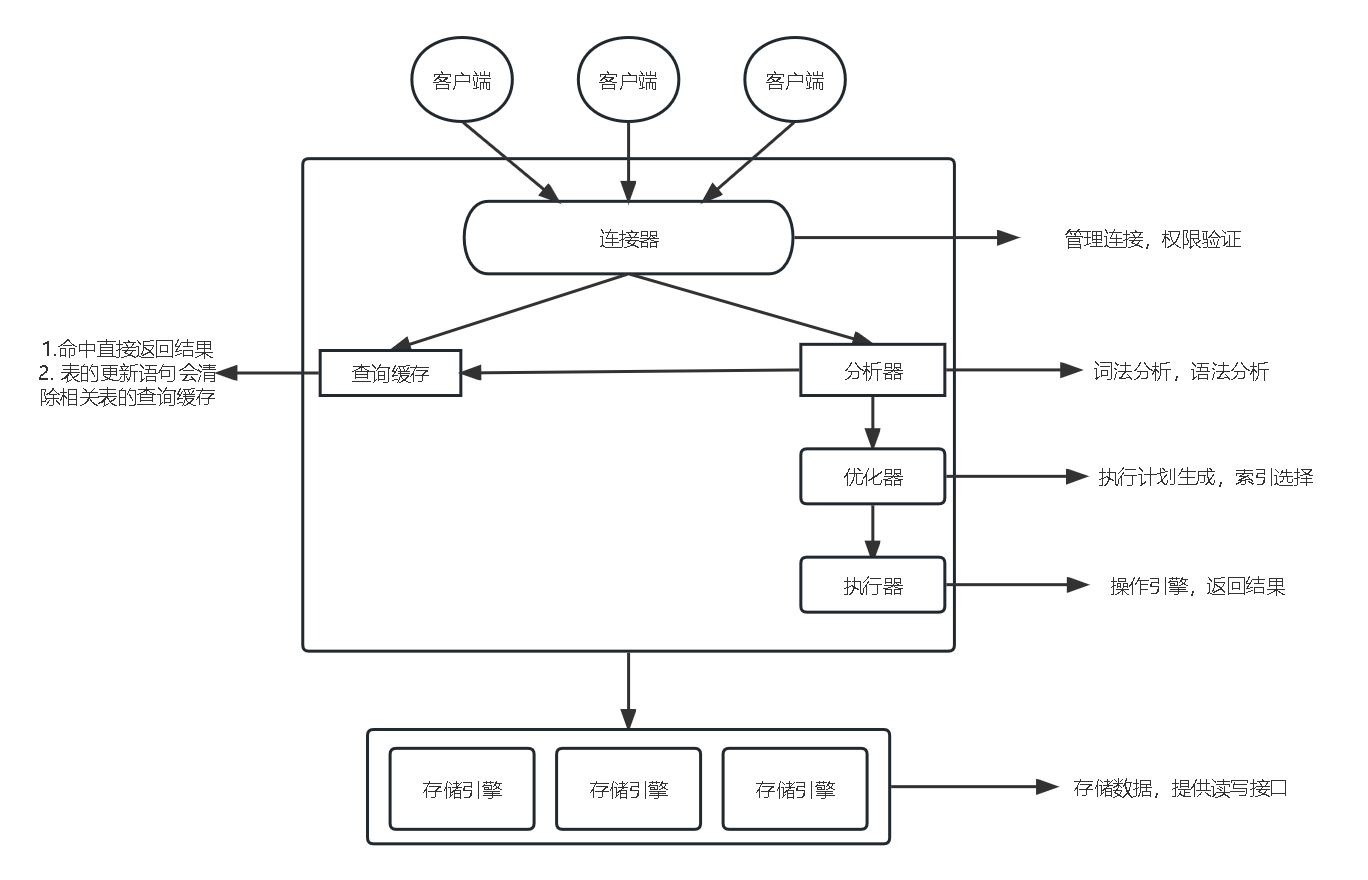 客户端
客户端
客户端
连接器
管理连接，权限验证
1.命中直接返回结果
2. 表的更新语句会清
除相关表的查询缓存
查询缓存
分析器
词法分析，语法分析
优化器
执行计划生成，索引选择
执行器
操作引擎，返回结果
存储引擎
存储引擎
存储引擎
存储数据，提供读写接口